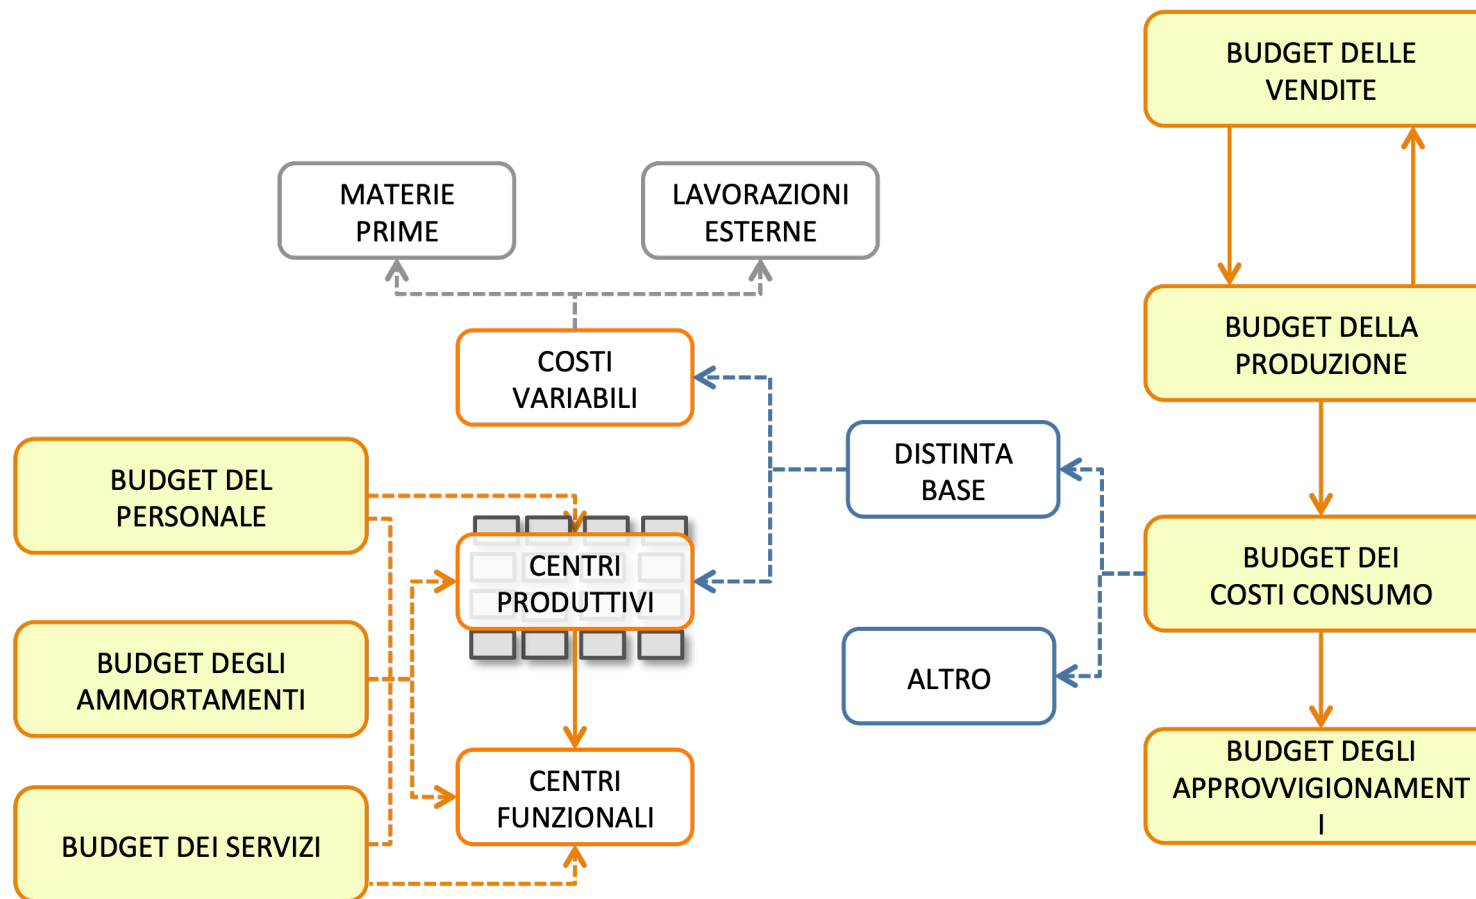 BUDGET DELLE
VENDITE
MATERIE
PRIME
LAVORAZIONI
ESTERNE
BUDGET DELLA
PRODUZIONE
COSTI
VARIABILI
DISTINTA
BASE
BUDGET DEL
PERSONALE
CENTRI
PRODUTTIVI
BUDGET DEI
COSTI CONSUMO
BUDGET DEGLI
AMMORTAMENTI
ALTRO
CENTRI
FUNZIONALI
BUDGET DEGLI
APPROVVIGIONAMENT
I
BUDGET DEI SERVIZI